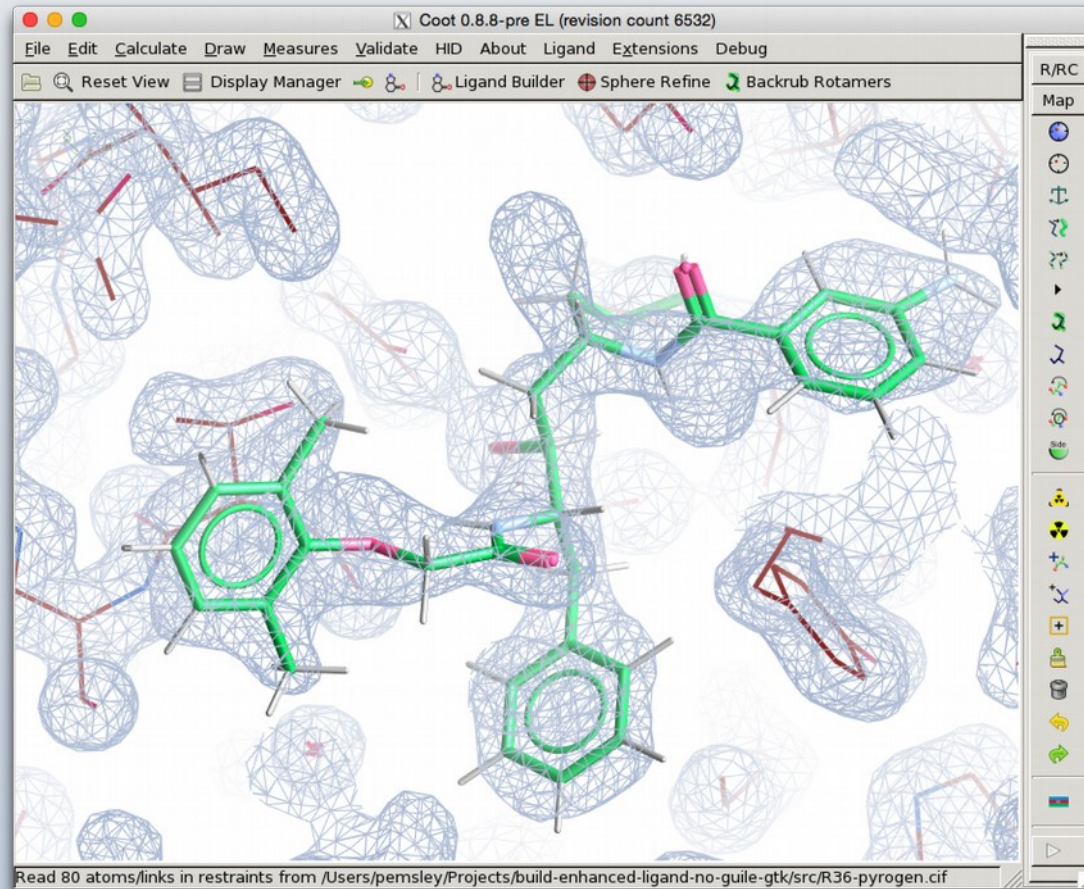 Coot 0.8.8-pre EL (revision count 6532)
File Edit Calculate Draw Measures Validate HID About Ligand Extensions Debug
Reset View Display Manager Ligand Builder Sphere Refine Backrub Rotamers
R/RC
Map
Side
Read 80 atoms/links in restraints from /Users/pemsley/Projects/build-enhanced-ligand-no-guile-gtk/src/R36-pyrogen.cif